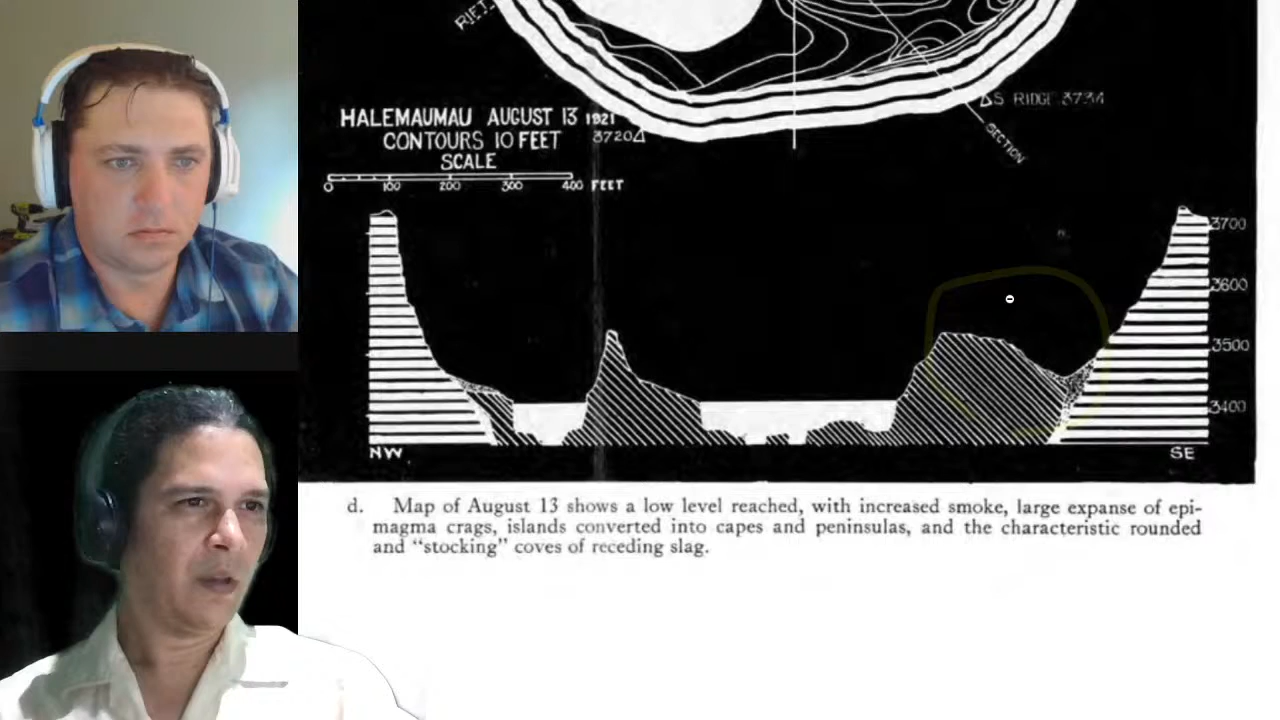 RIFT
HALEMAUMAU AUGUST 13 1921
CONTOURS 10 FEET
3720
SCALE
0 100 200 300 400 FEET
S RIDGE 3734
SECTION
3700
3600
3500
3400
NW
SE
d. Map of August 13 shows a low level reached, with increased smoke, large expanse of epi-
magma crags, islands converted into capes and peninsulas, and the characteristic rounded
and "stocking" coves of receding slag.